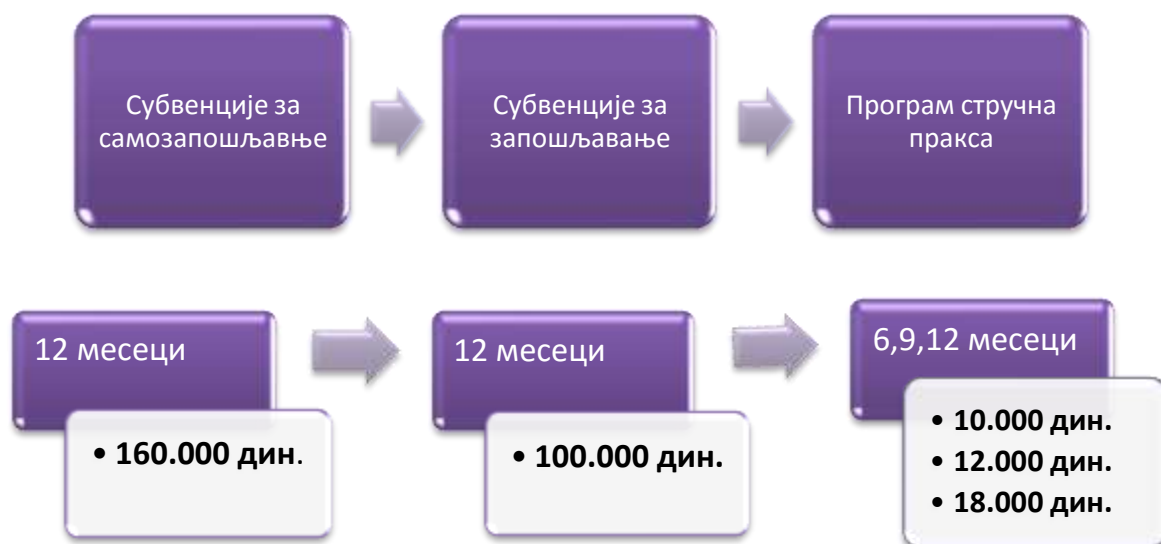 Субвенције за
самозапошљавње
Субвенције за
запошљавање
Програм стручна
пракса
12 месеци
• 160.000 дин.
12 месеци
• 100.000 дин.
6,9,12 месеци
• 10.000 дин.
• 12.000 дин.
• 18.000 дин.